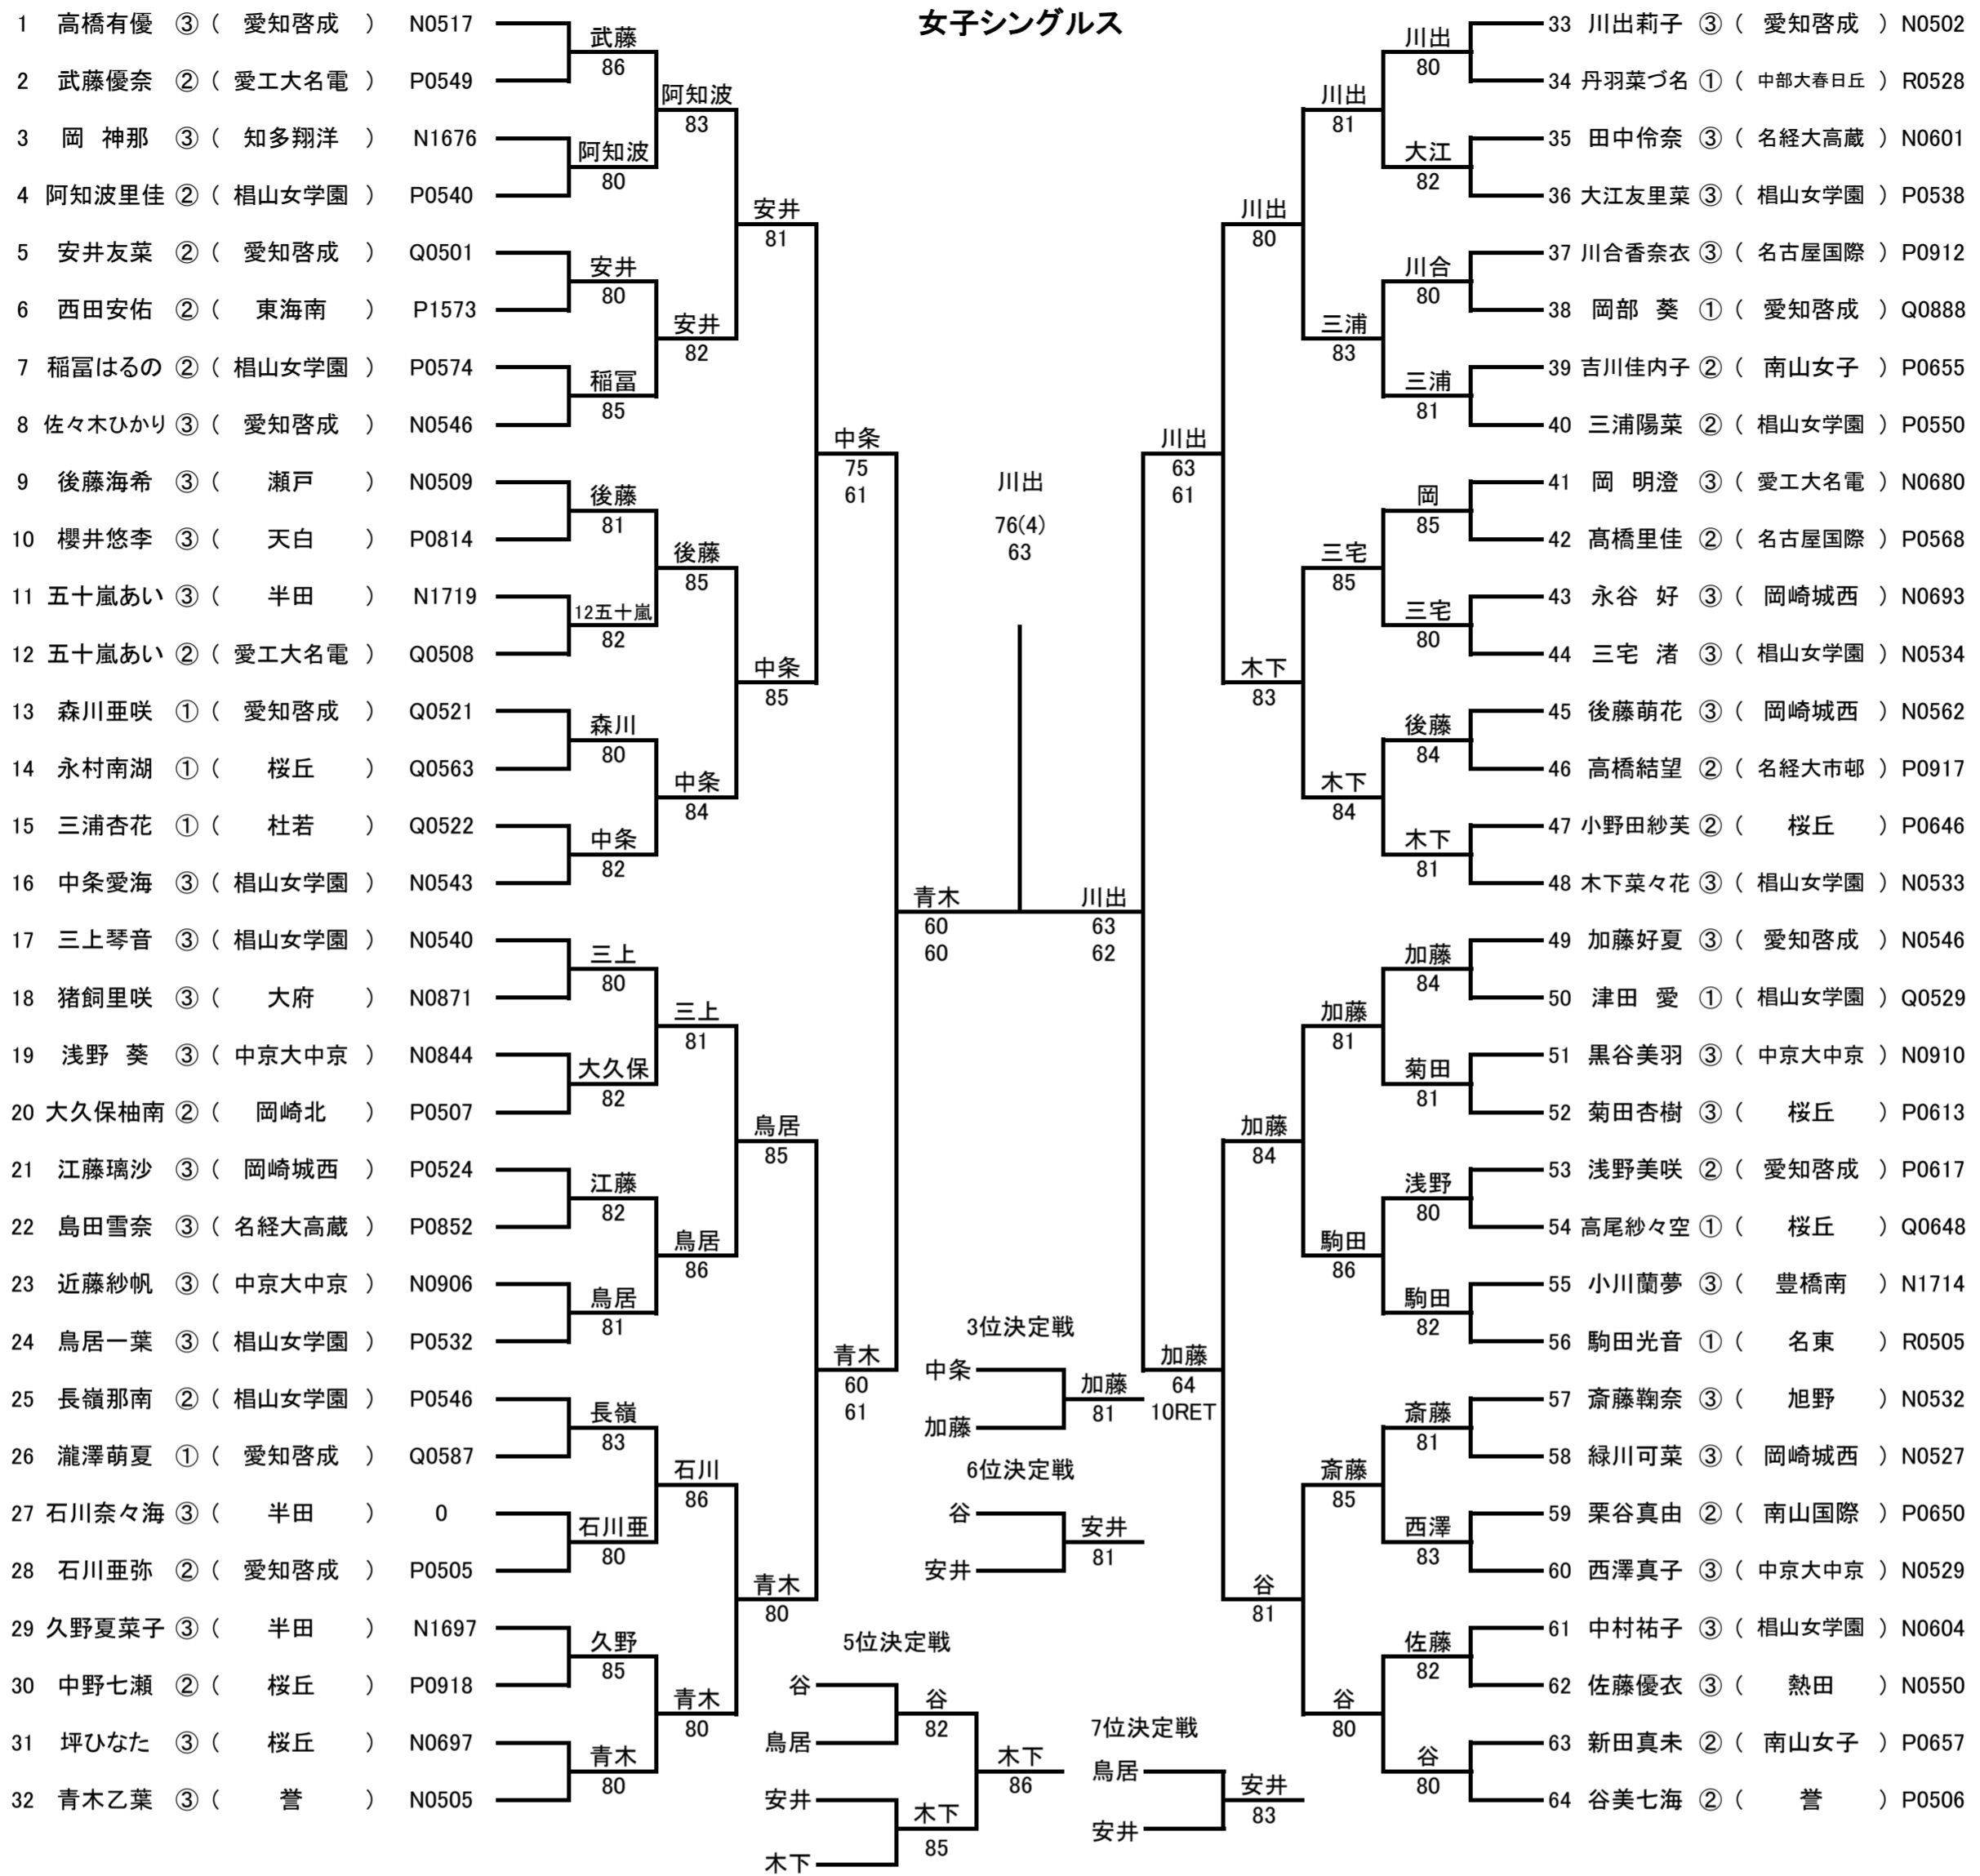 女子シングルス
1 高橋有優 ③ ( 愛知啓成 ) N0517
2 武藤優奈 ② ( 愛工大名電 ) P0549
3 岡 神那 ③ ( 知多翔洋 ) N1676
4 阿知波里佳 ② ( 椙山女学園 ) P0540
5 安井友菜 ② ( 愛知啓成 ) Q0501
6 西田安佑 ② ( 東海南 ) P1573
7 稲冨はるの ② ( 椙山女学園 ) P0574
8 佐々木ひかり ③ ( 愛知啓成 ) N0546
9 後藤海希 ③ ( 瀬戸 ) N0509
10 櫻井悠李 ③ ( 天白 ) P0814
11 五十嵐あい ③ ( 半田 ) N1719
12 五十嵐あい ② ( 愛工大名電 ) Q0508
13 森川亜咲 ① ( 愛知啓成 ) Q0521
14 永村南湖 ① ( 桜丘 ) Q0563
15 三浦杏花 ① ( 杜若 ) Q0522
16 中条愛海 ③ ( 椙山女学園 ) N0543
17 三上琴音 ③ ( 椙山女学園 ) N0540
18 猪飼里咲 ③ ( 大府 ) N0871
19 浅野 葵 ③ ( 中京大中京 ) N0844
20 大久保柚南 ② ( 岡崎北 ) P0507
21 江藤璃沙 ③ ( 岡崎城西 ) P0524
22 島田雪奈 ③ ( 名経大高蔵 ) P0852
23 近藤紗帆 ③ ( 中京大中京 ) N0906
24 鳥居一葉 ③ ( 椙山女学園 ) P0532
25 長嶺那南 ② ( 椙山女学園 ) P0546
26 瀧澤萌夏 ① ( 愛知啓成 ) Q0587
27 石川奈々海 ③ ( 半田 ) 0
28 石川亜弥 ② ( 愛知啓成 ) P0505
29 久野夏菜子 ③ ( 半田 ) N1697
30 中野七瀬 ② ( 桜丘 ) P0918
31 坪ひなた ③ ( 桜丘 ) N0697
32 青木乙葉 ③ ( 誉 ) N0505
武藤
86
阿知波
80
安井
80
稲冨
85
後藤
81
12五十嵐
82
森川
80
中条
82
三上
80
大久保
82
江藤
82
鳥居
81
長嶺
83
石川亜
80
久野
85
青木
80
阿知波
83
安井
82
後藤
85
中条
84
三上
81
鳥居
86
石川
86
青木
80
安井
81
中条
85
鳥居
85
青木
80
中条
75
61
青木
60
61
青木
60
60
川出
76(4)
63
川出
63
62
川出
63
61
加藤
64
10RET
川出
80
木下
83
加藤
84
谷
81
川出
81
三浦
83
三宅
85
木下
84
加藤
81
駒田
86
斎藤
85
谷
80
川出
80
大江
82
川合
80
三浦
81
岡
85
三宅
80
後藤
84
木下
81
加藤
84
菊田
81
浅野
80
駒田
82
斎藤
81
西澤
83
佐藤
82
谷
80
33 川出莉子 ③ ( 愛知啓成 ) N0502
34 丹羽菜づ名 ① ( 中部大春日丘 ) R0528
35 田中伶奈 ③ ( 名経大高蔵 ) N0601
36 大江友里菜 ③ ( 椙山女学園 ) P0538
37 川合香奈衣 ③ ( 名古屋国際 ) P0912
38 岡部 葵 ① ( 愛知啓成 ) Q0888
39 吉川佳内子 ② ( 南山女子 ) P0655
40 三浦陽菜 ② ( 椙山女学園 ) P0550
41 岡 明澄 ③ ( 愛工大名電 ) N0680
42 髙橋里佳 ② ( 名古屋国際 ) P0568
43 永谷 好 ③ ( 岡崎城西 ) N0693
44 三宅 渚 ③ ( 椙山女学園 ) N0534
45 後藤萌花 ③ ( 岡崎城西 ) N0562
46 高橋結望 ② ( 名経大市邨 ) P0917
47 小野田紗芙 ② ( 桜丘 ) P0646
48 木下菜々花 ③ ( 椙山女学園 ) N0533
49 加藤好夏 ③ ( 愛知啓成 ) N0546
50 津田 愛 ① ( 椙山女学園 ) Q0529
51 黒谷美羽 ③ ( 中京大中京 ) N0910
52 菊田杏樹 ③ ( 桜丘 ) P0613
53 浅野美咲 ② ( 愛知啓成 ) P0617
54 高尾紗々空 ① ( 桜丘 ) Q0648
55 小川蘭夢 ③ ( 豊橋南 ) N1714
56 駒田光音 ① ( 名東 ) R0505
57 斎藤鞠奈 ③ ( 旭野 ) N0532
58 緑川可菜 ③ ( 岡崎城西 ) N0527
59 栗谷真由 ② ( 南山国際 ) P0650
60 西澤真子 ③ ( 中京大中京 ) N0529
61 中村祐子 ③ ( 椙山女学園 ) N0604
62 佐藤優衣 ③ ( 熱田 ) N0550
63 新田真未 ② ( 南山女子 ) P0657
64 谷美七海 ② ( 誉 ) P0506
3位決定戦
中条
加藤
加藤
81
6位決定戦
谷
安井
安井
81
5位決定戦
谷
鳥居
安井
木下
谷
82
木下
85
木下
86
7位決定戦
鳥居
安井
安井
83